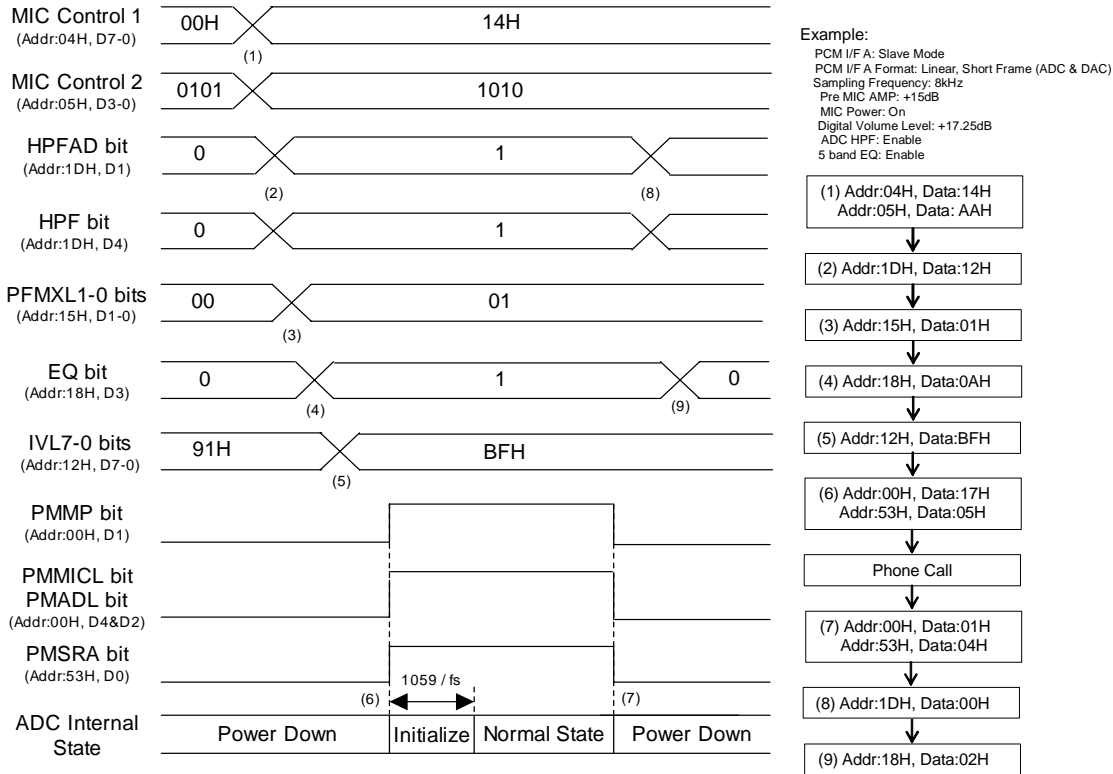 MIC Control 1
(Addr:04H, D7-0)
00H
14H
(1)
MIC Control 2
(Addr:05H, D3-0)
0101
1010
HPFAD bit
(Addr:1DH, D1)
0
1
(2)
(8)
HPF bit
(Addr:1DH, D4)
0
1
PFMXL1-0 bits
(Addr:15H, D1-0)
00
01
(3)
EQ bit
(Addr:18H, D3)
0
1
0
(4)
(9)
IVL7-0 bits
(Addr:12H, D7-0)
91H
BFH
(5)
PMMP bit
(Addr:00H, D1)
PMMICL bit
PMADL bit
(Addr:00H, D4&D2)
PMSRA bit
(Addr:53H, D0)
1059 / fs
(6)
(7)
ADC Internal
State
Power Down
Initialize
Normal State
Power Down
Example:
PCM I/F A: Slave Mode
PCM I/F A Format: Linear, Short Frame (ADC & DAC)
Sampling Frequency: 8kHz
Pre MIC AMP: +15dB
MIC Power: On
Digital Volume Level: +17.25dB
ADC HPF: Enable
5 band EQ: Enable
(1) Addr:04H, Data:14H
Addr:05H, Data: AAH
(2) Addr:1DH, Data:12H
(3) Addr:15H, Data:01H
(4) Addr:18H, Data:0AH
(5) Addr:12H, Data:BFH
(6) Addr:00H, Data:17H
Addr:53H, Data:05H
Phone Call
(7) Addr:00H, Data:01H
Addr:53H, Data:04H
(8) Addr:1DH, Data:00H
(9) Addr:18H, Data:02H